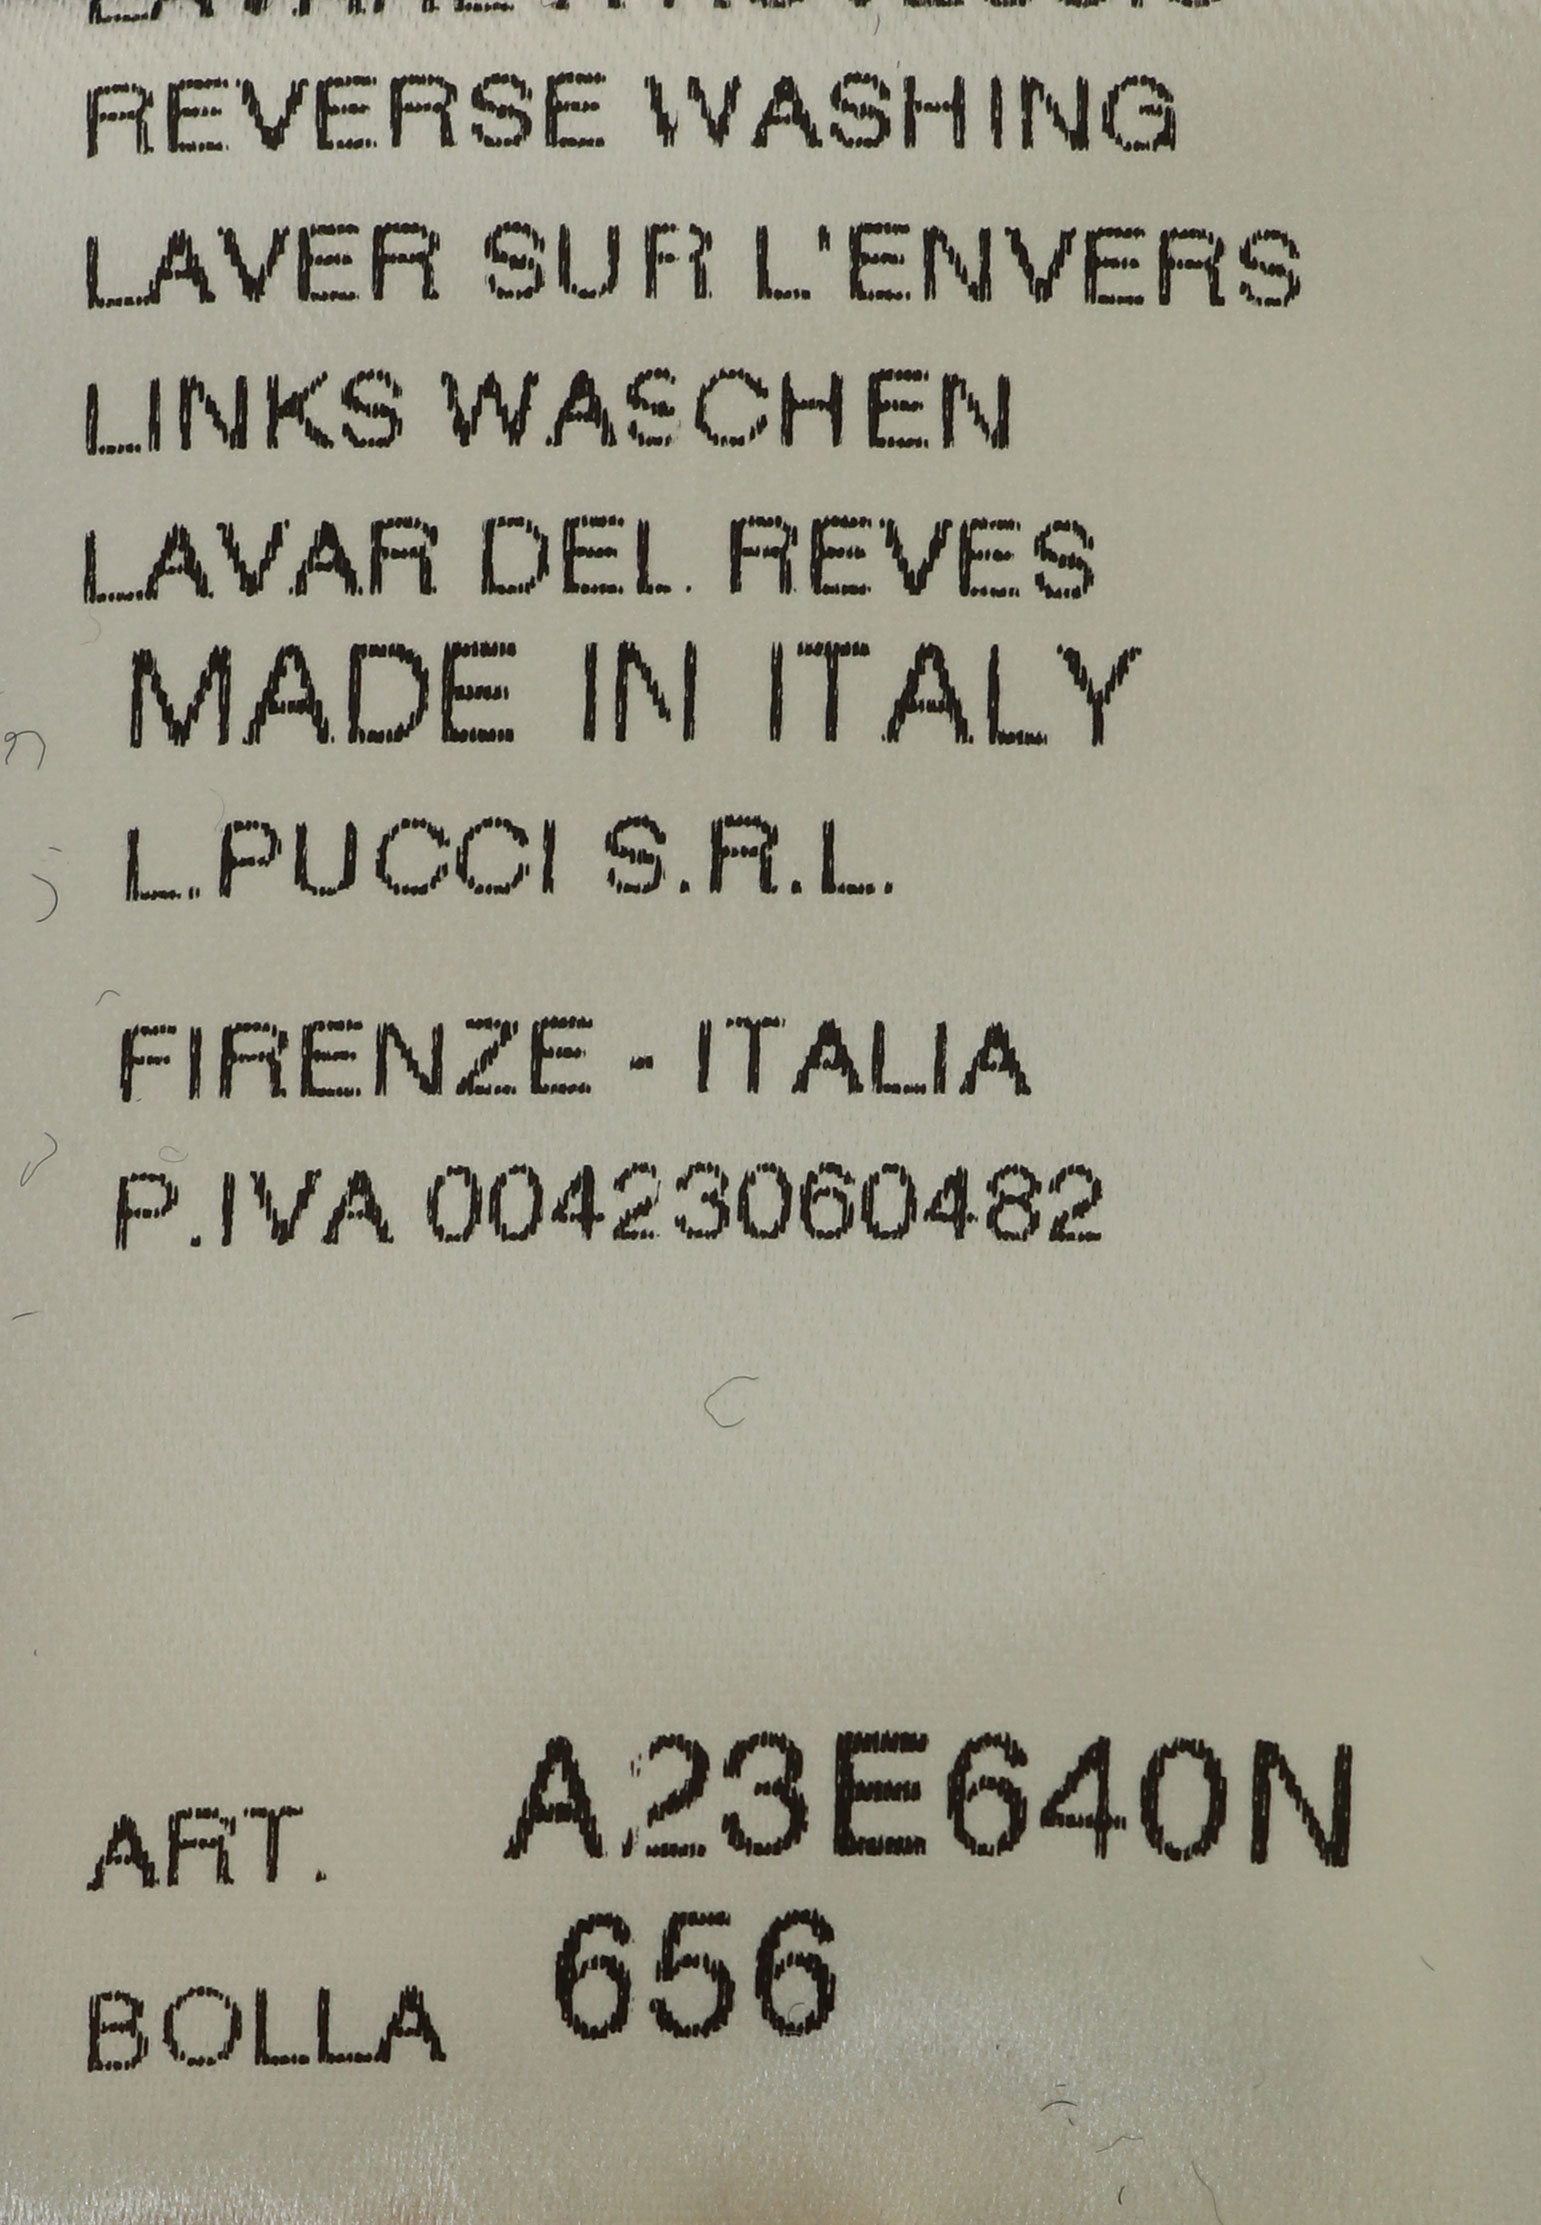 REVERSE WASHING
LAVER SUR L'ENVERS
LINKS WASCHEN
LAVAR DEL REVES
MADE IN ITALY
L.PUCCI S.R.L.
FIRENZE - ITALIA
P.IVA 00423060482
ART. A23E640N
BOLLA 656